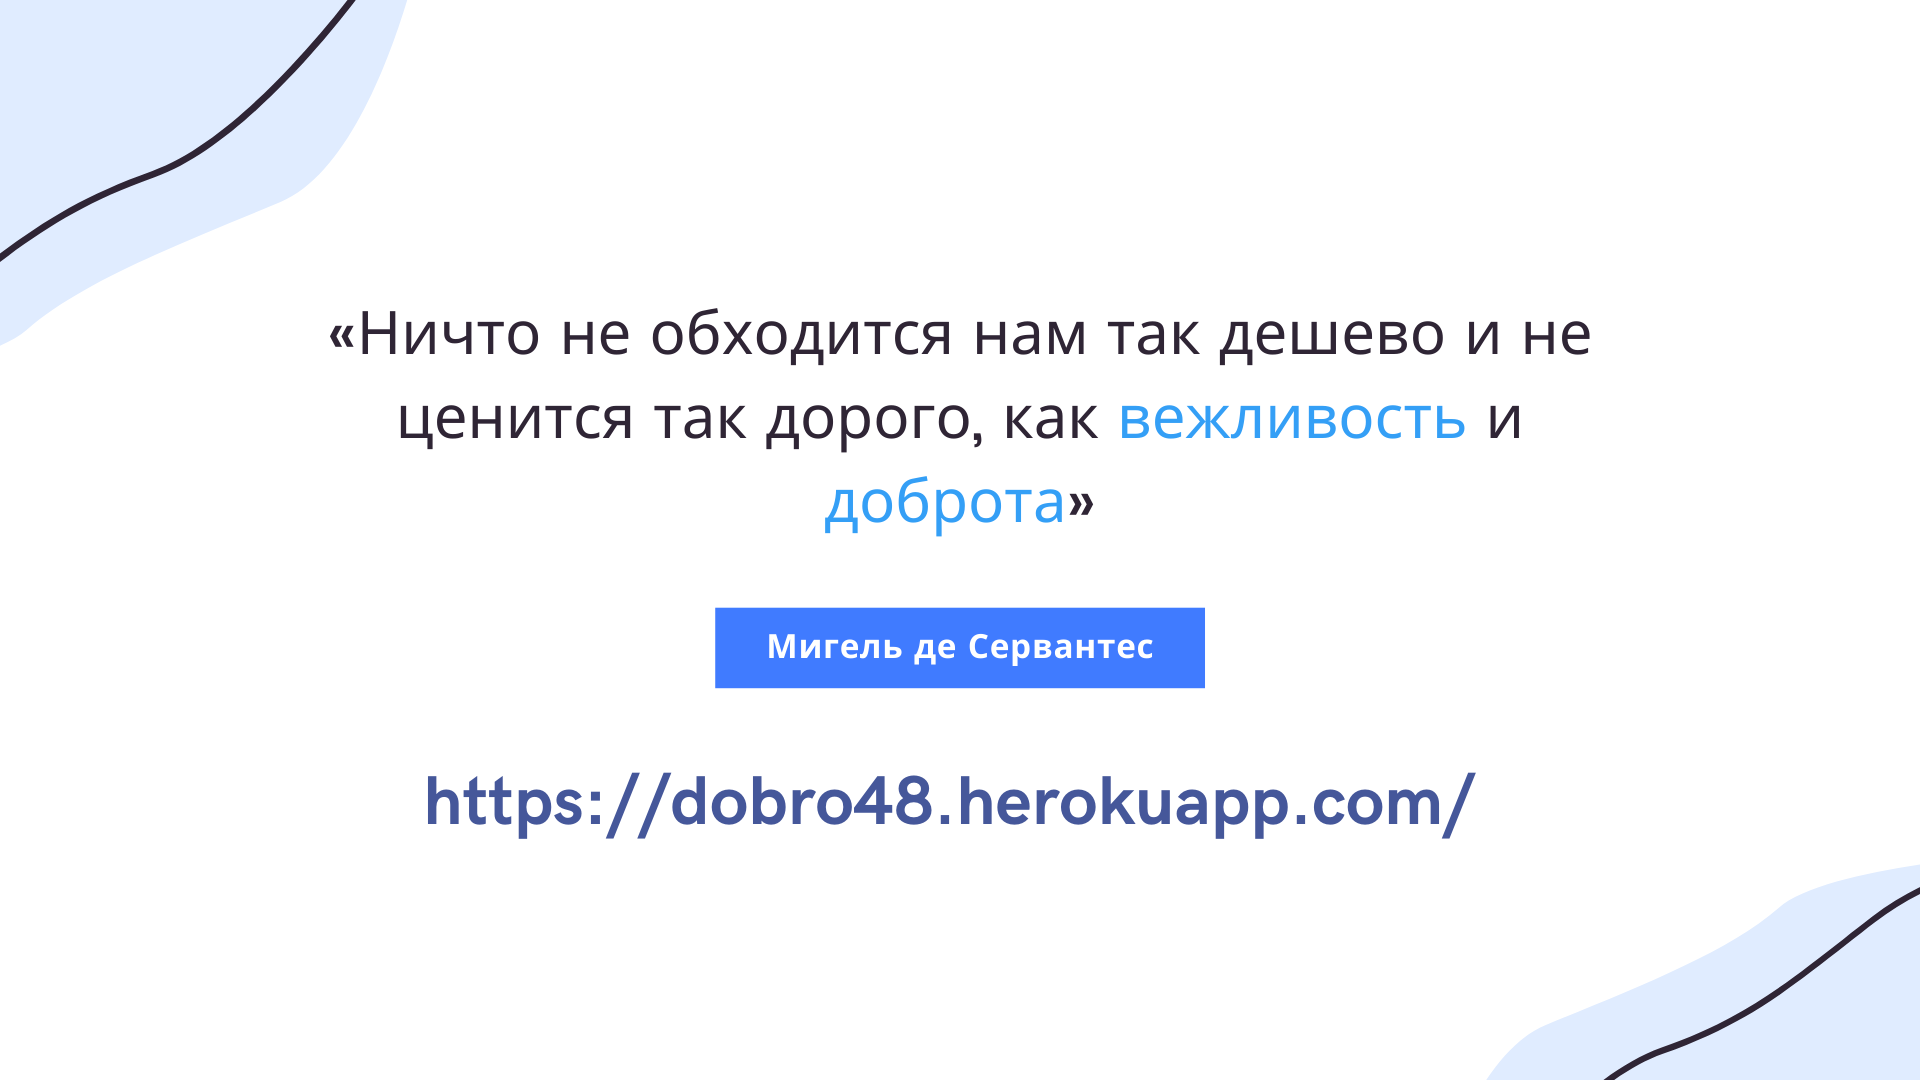 «Ничто не обходится нам так дешево и не
ценится так дорого, как вежливость и
доброта»
Мигель де Сервантес
https://dobro48.herokuapp.com/